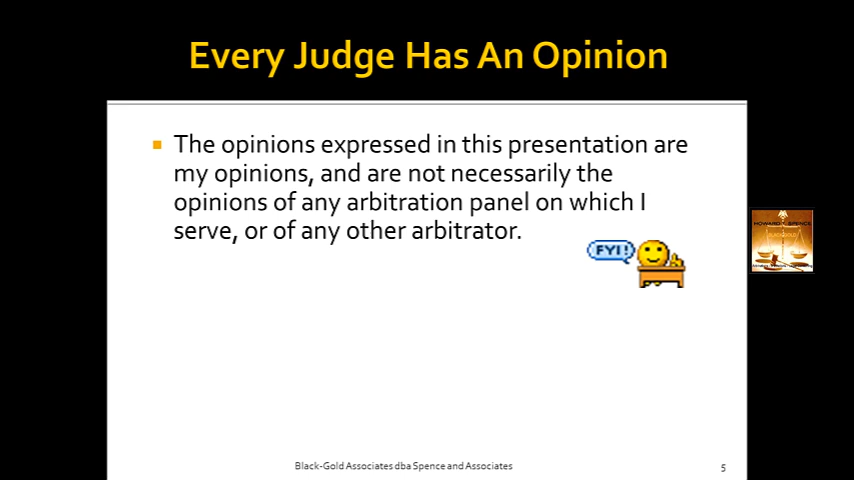 Every Judge Has An Opinion
The opinions expressed in this presentation are
my opinions, and are not necessarily the
opinions of any arbitration panel on which I
serve, or of any other arbitrator.
FYI!
HOWARD SPENCE
BLACK-GOLD
Black-Gold Associates dba Spence and Associates
5